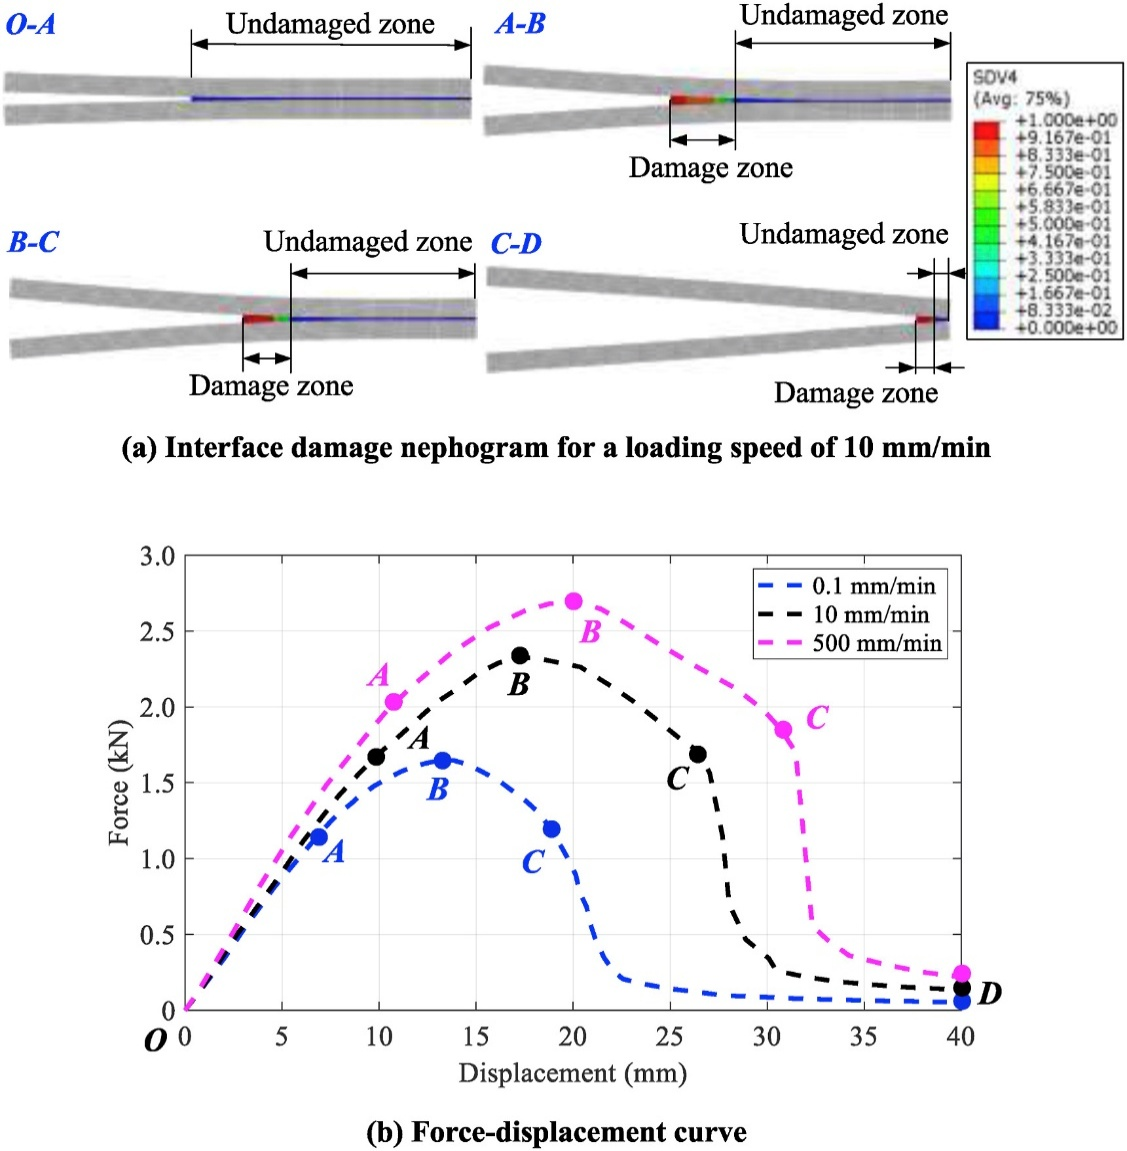 O-A
Undamaged zone
A-B
Undamaged zone
Damage zone
SDV4
(Avg: 75%)
+1.000e+00
+9.167e-01
+8.333e-01
+7.500e-01
+6.667e-01
+5.833e-01
+5.000e-01
+4.167e-01
+3.333e-01
+2.500e-01
+1.667e-01
+8.333e-02
+0.000e+00
B-C
Undamaged zone
Damage zone
C-D
Undamaged zone
Damage zone
(a) Interface damage nephogram for a loading speed of 10 mm/min
3.0
2.5
2.0
1.5
1.0
0.5
0
Force (kN)
0.1 mm/min
10 mm/min
500 mm/min
A
B
C
A
B
C
A
B
C
D
O
0 5 10 15 20 25 30 35 40
Displacement (mm)
(b) Force-displacement curve